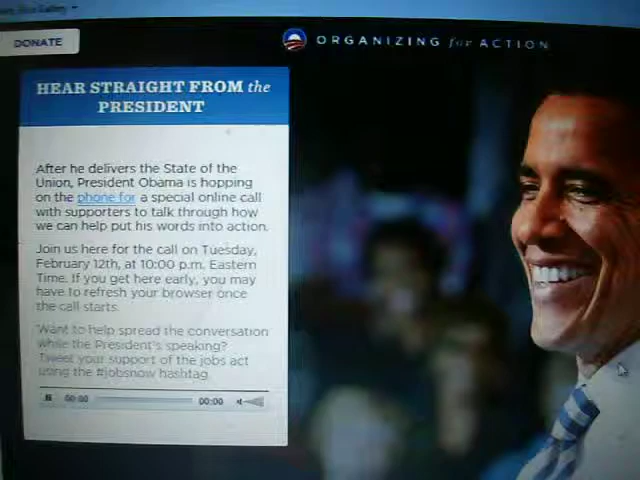 DONATE
ORGANIZING for ACTION
HEAR STRAIGHT FROM the
PRESIDENT
After he delivers the State of the
Union, President Obama is hopping
on the phone for a special online call
with supporters to talk through how
we can help put his words into action.
Join us here for the call on Tuesday,
February 12th, at 10:00 p.m. Eastern
Time. If you get here early, you may
have to refresh your browser once
the call starts.
Want to help spread the conversation
while the President's speaking?
Tweet your support of the jobs act
using the #jobsnow hashtag.
00:00 00:00